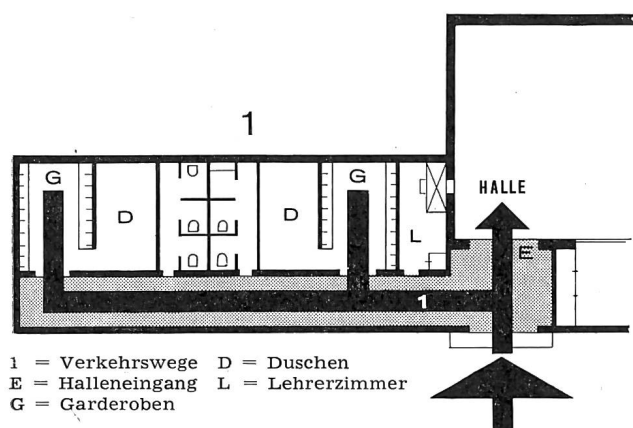 1
G
G
D
D
L
HALLE
E
1
1 = Verkehrswege D = Duschen
E = Halleneingang L = Lehrerzimmer
G = Garderoben